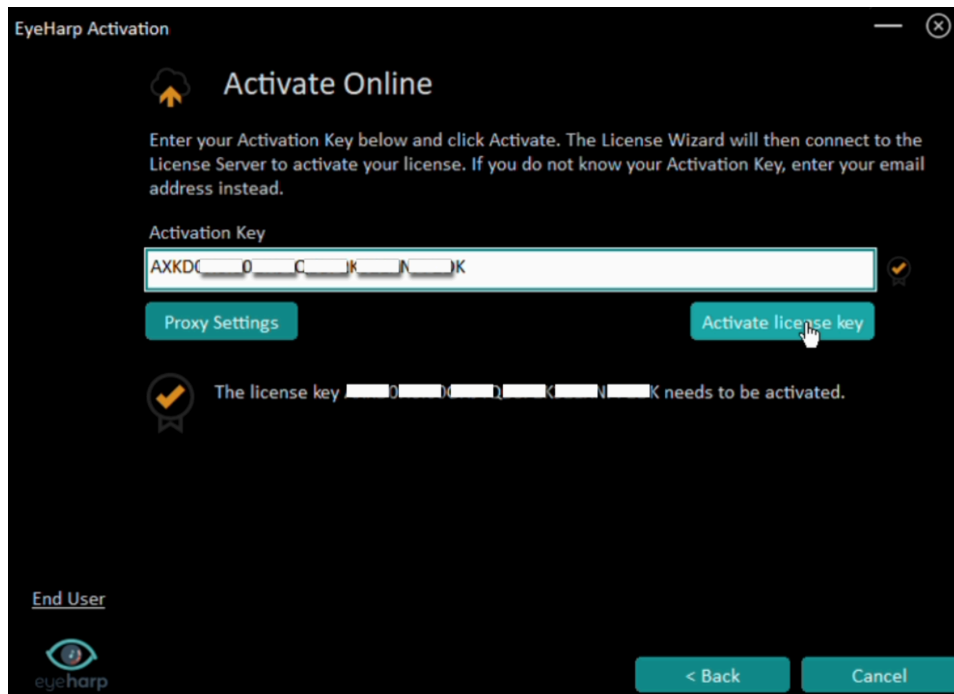 EyeHarp Activation
Activate Online
Enter your Activation Key below and click Activate. The License Wizard will then connect to the
License Server to activate your license. If you do not know your Activation Key, enter your email
address instead.
Activation Key
Proxy Settings
Activate license key
The license key needs to be activated.
End User
eyeharp
< Back
Cancel